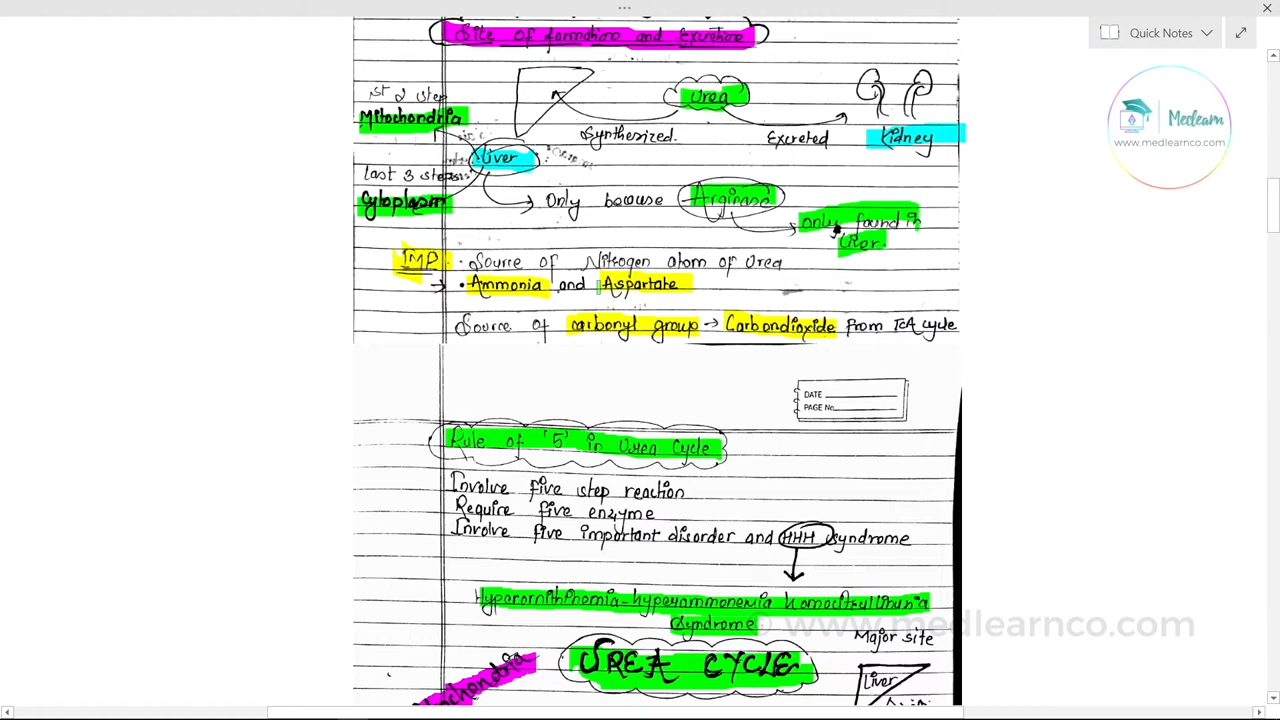 Quick Notes
Site of formation and Excretion
1st 2 step
Mitochondria
Urea
Synthesized.
Excreted
Kidney
Medlearn
www.medlearnco.com
Liver
last 3 step
Cytoplasm
Only because Arginase
only found in
liver.
IMP
• Source of Nitrogen atom of Urea
→ • Ammonia and Aspartate
Source of carbonyl group → Carbondioxide from TCA cycle
DATE
PAGE No.
Rule of '5' in Urea Cycle
Involve five step reaction
Require five enzyme
Involve five important disorder and HHH syndrome
Hyperornithinemia-hyperammonemia homocitrullinuria
syndrome
© www.medlearnco.com
Major site
UREA CYCLE
Liver